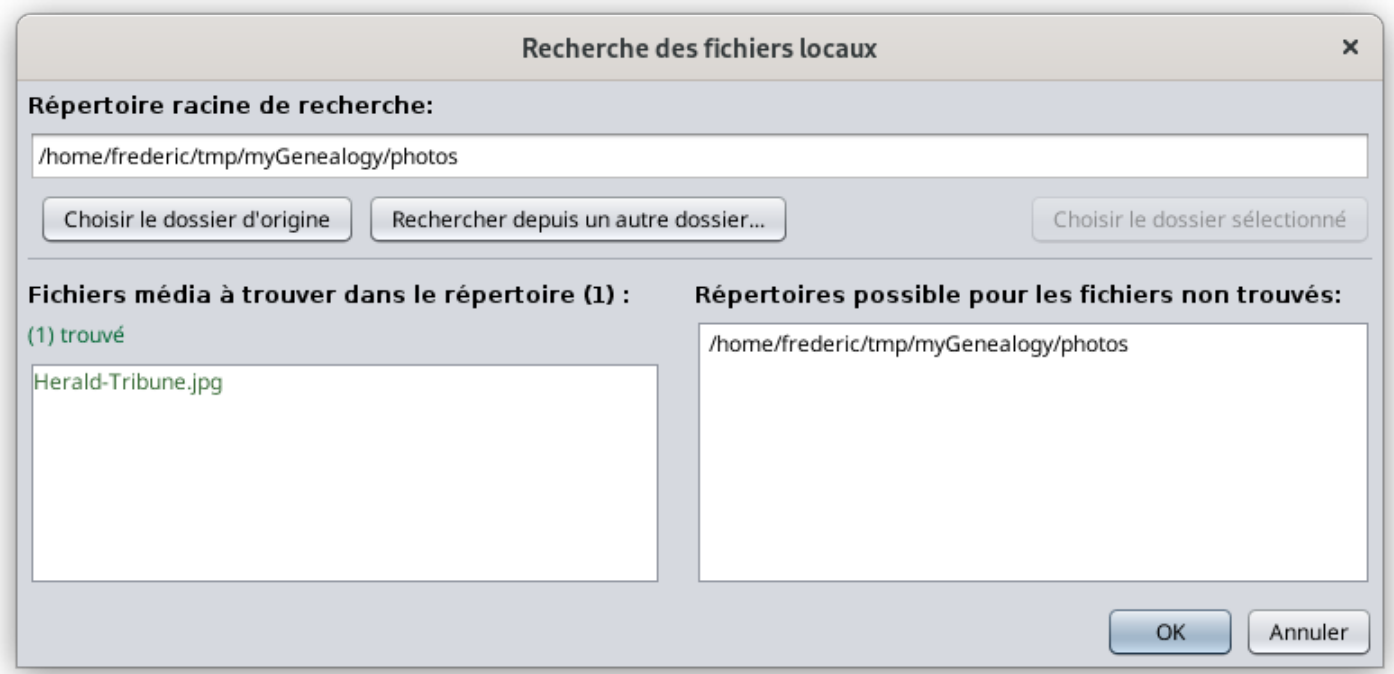 Recherche des fichiers locaux
Répertoire racine de recherche:
/home/frederic/tmp/myGenealogy/photos
Choisir le dossier d'origine
Rechercher depuis un autre dossier...
Choisir le dossier sélectionné
Fichiers média à trouver dans le répertoire (1) :
(1) trouvé
Herald-Tribune.jpg
Répertoires possible pour les fichiers non trouvés:
/home/frederic/tmp/myGenealogy/photos
OK
Annuler